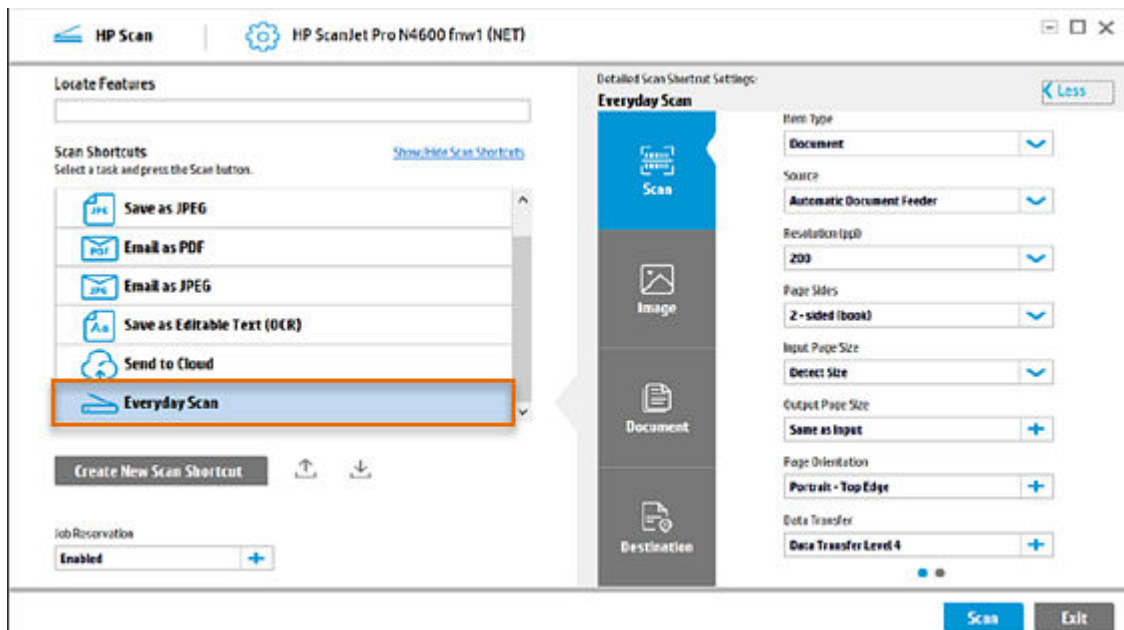 HP Scan
HP ScanJet Pro N4600 fnw1 (NET)
Locate Features
Scan Shortcuts
Show/Hide Scan Shortcuts
Select a task and press the Scan button.
JPG
Save as JPEG
PDF
Email as PDF
JPG
Email as JPEG
Aa
Save as Editable Text (OCR)
Send to Cloud
Everyday Scan
Create New Scan Shortcut
Job Reservation
Enabled
Detailed Scan Shortcut Settings:
Everyday Scan
Less
Scan
Image
Document
Destination
Item Type
Document
Source
Automatic Document Feeder
Resolution (ppi)
200
Page Sides
2 - sided (book)
Input Page Size
Detect Size
Output Page Size
Same as Input
Page Orientation
Portrait - Top Edge
Data Transfer
Data Transfer Level 4
Scan
Exit